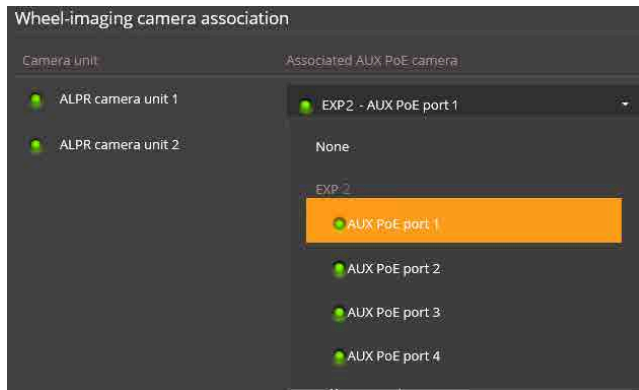 Wheel-imaging camera association
Camera unit Associated AUX PoE camera
ALPR camera unit 1 EXP2 - AUX PoE port 1
ALPR camera unit 2 None
EXP 2
AUX PoE port 1
AUX PoE port 2
AUX PoE port 3
AUX PoE port 4